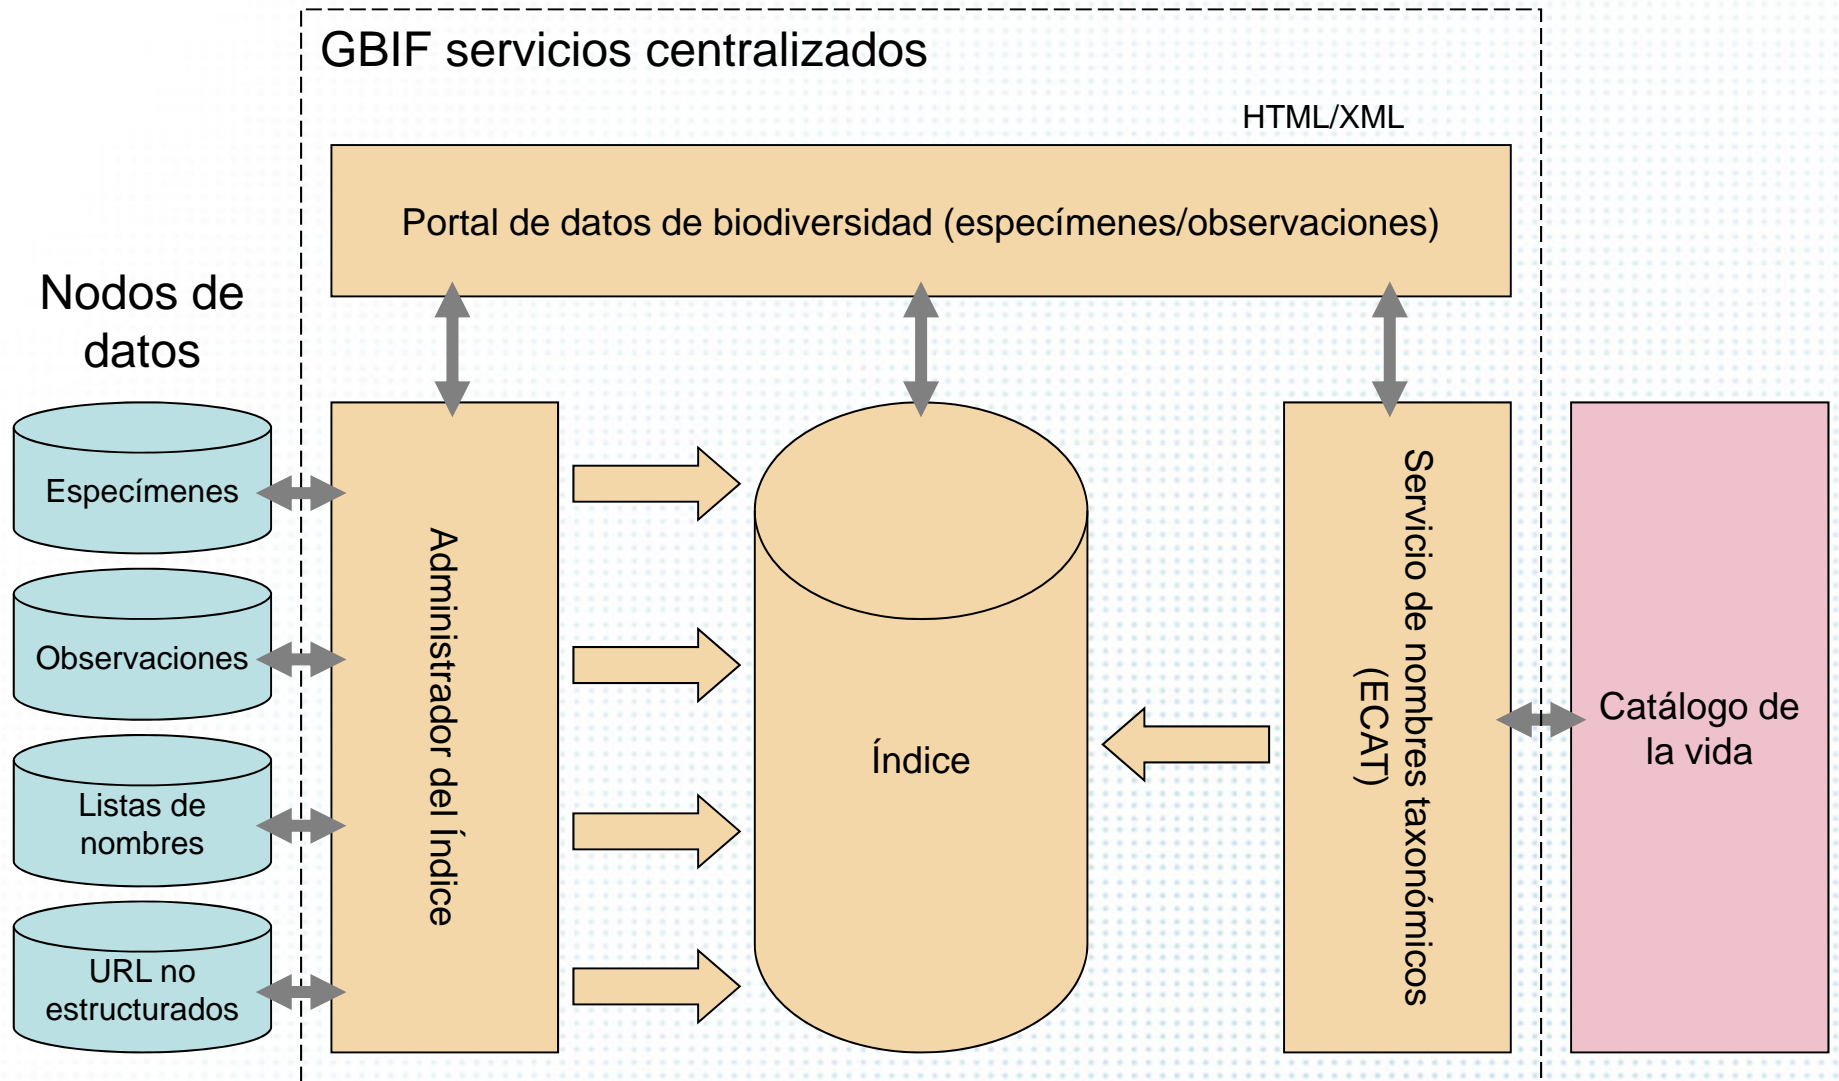 GBIF servicios centralizados
HTML/XML
Portal de datos de biodiversidad (especímenes/observaciones)
Nodos de
datos
Especímenes
Observaciones
Listas de
nombres
URL no
estructurados
Administrador del Índice
Índice
Servicio de nombres taxonómicos
(ECAT)
Catálogo de
la vida